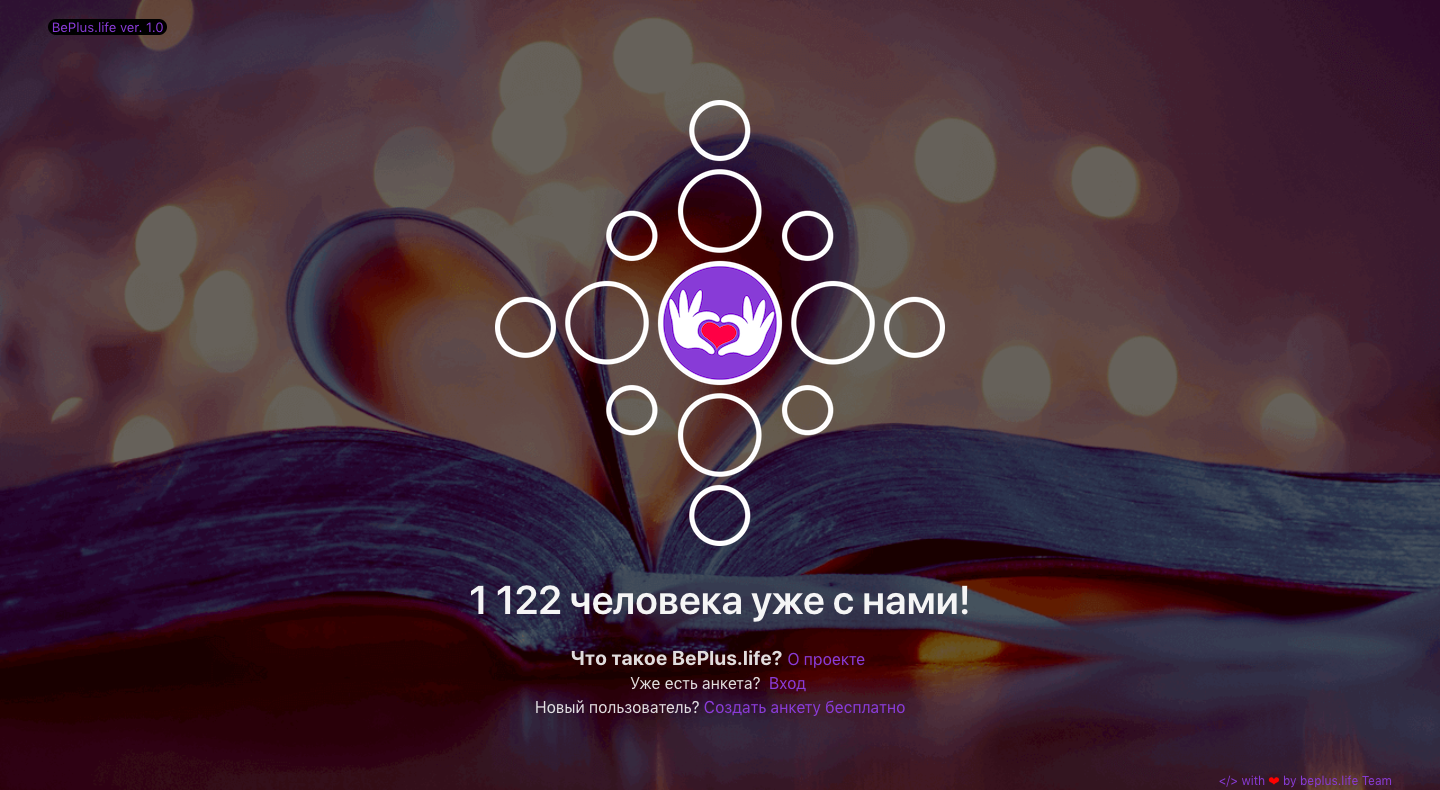 BePlus.life ver. 1.0
1 122 человека уже с нами!
Что такое BePlus.life? О проекте
Уже есть анкета? Вход
Новый пользователь? Создать анкету бесплатно
</> with ❤ by beplus.life Team